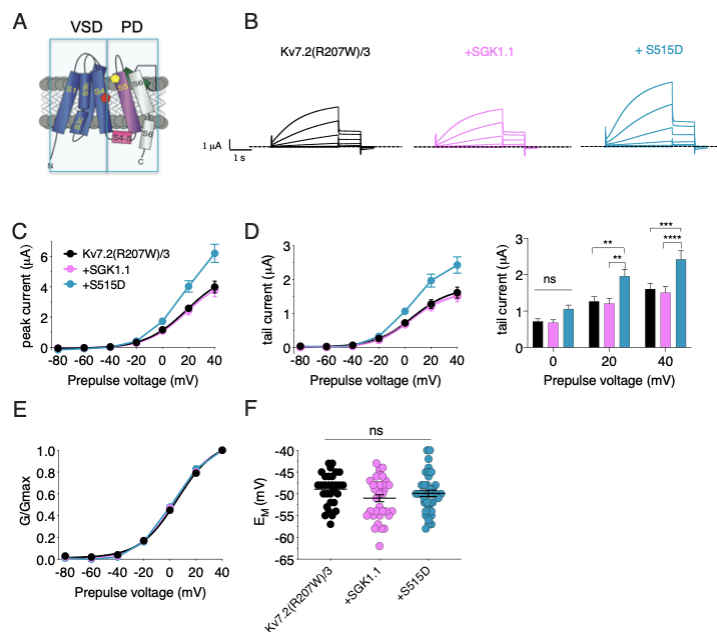 A
VSD PD
S1
S4
S5
S6
S4-5
S6
N
C
B
Kv7.2(R207W)/3
+SGK1.1
+ S515D
1 µA
1 s
C
peak current (µA)
6
4
2
0
Kv7.2(R207W)/3
+SGK1.1
+S515D
-80 -60 -40 -20 0 20 40
Prepulse voltage (mV)
D
tail current (µA)
3
2
1
0
-80 -60 -40 -20 0 20 40
Prepulse voltage (mV)
tail current (µA)
3
2
1
0
ns
**
**
***
****
0 20 40
Prepulse voltage (mV)
E
G/Gmax
1.0
0.8
0.6
0.4
0.2
0.0
-80 -60 -40 -20 0 20 40
Prepulse voltage (mV)
F
ns
EM (mV)
-40
-45
-50
-55
-60
-65
Kv7.2(R207W)/3
+SGK1.1
+S515D